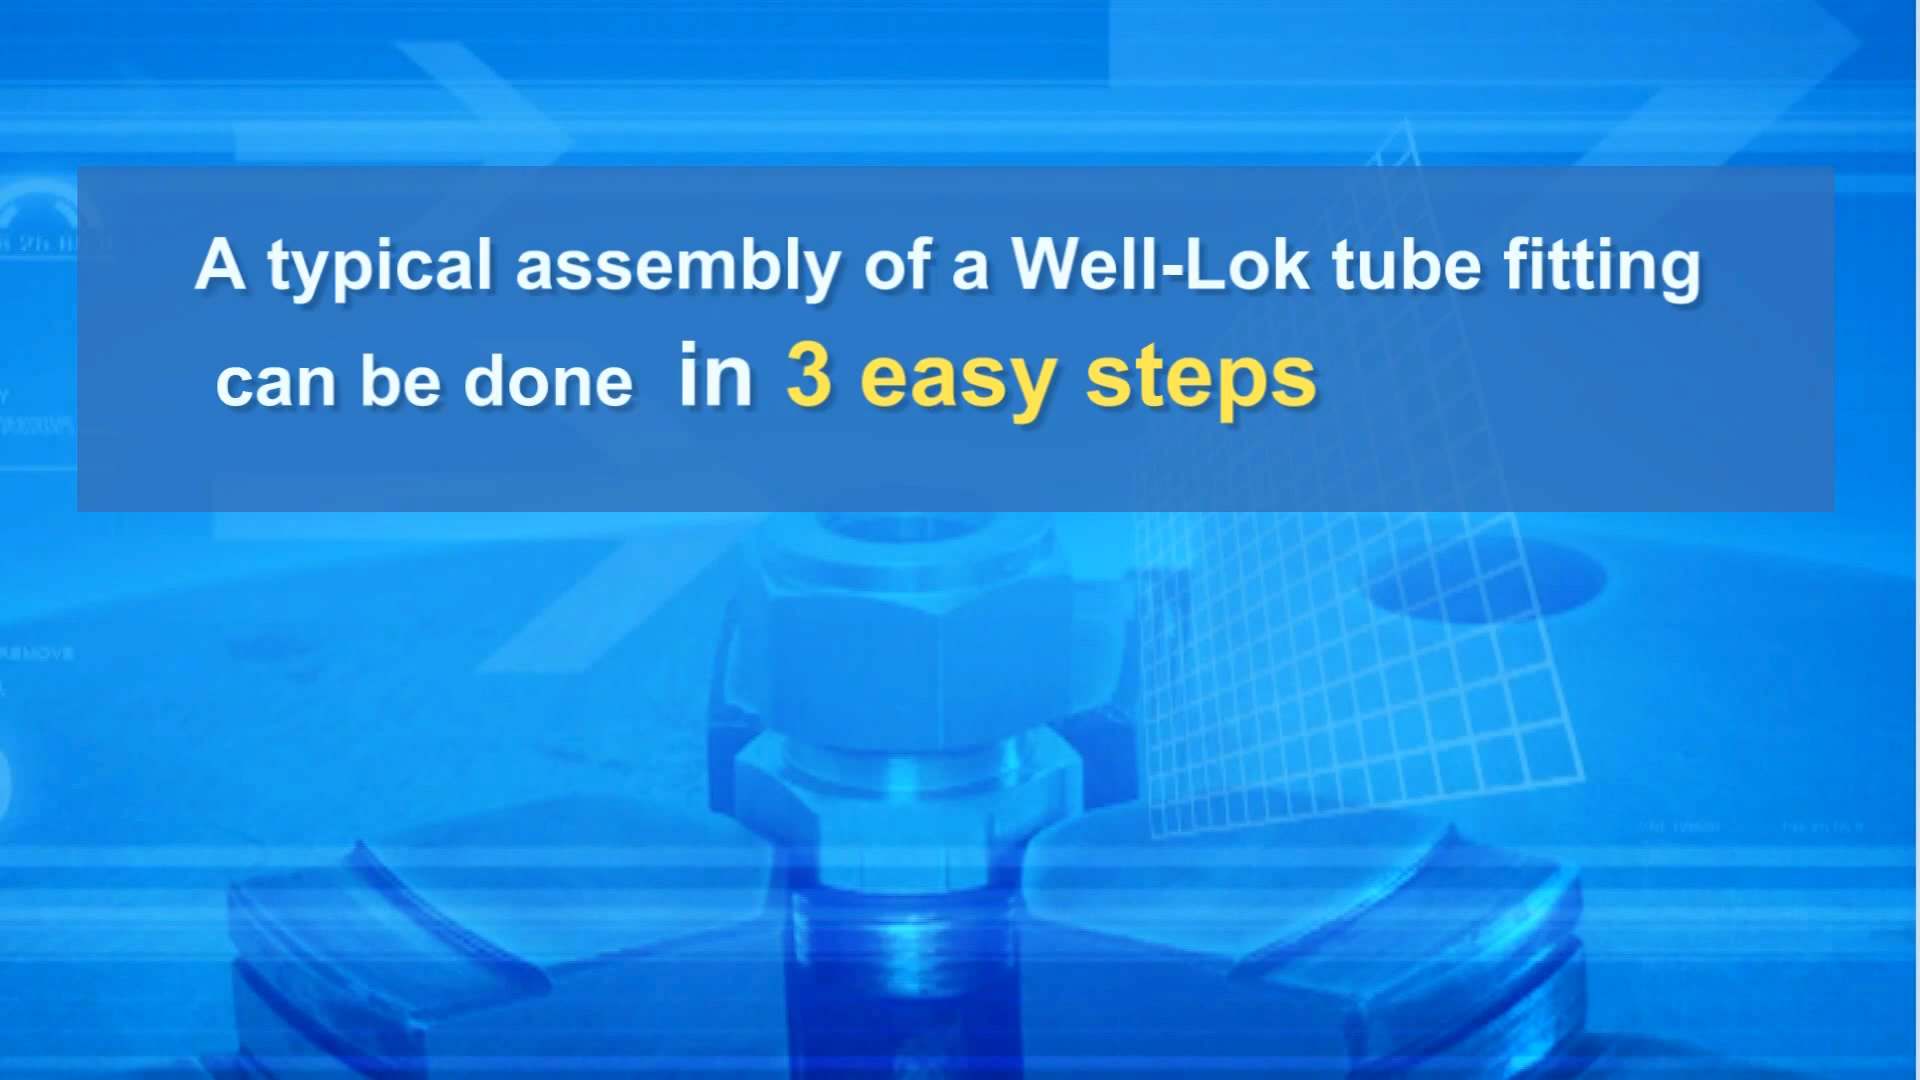 A typical assembly of a Well-Lok tube fitting
can be done in 3 easy steps